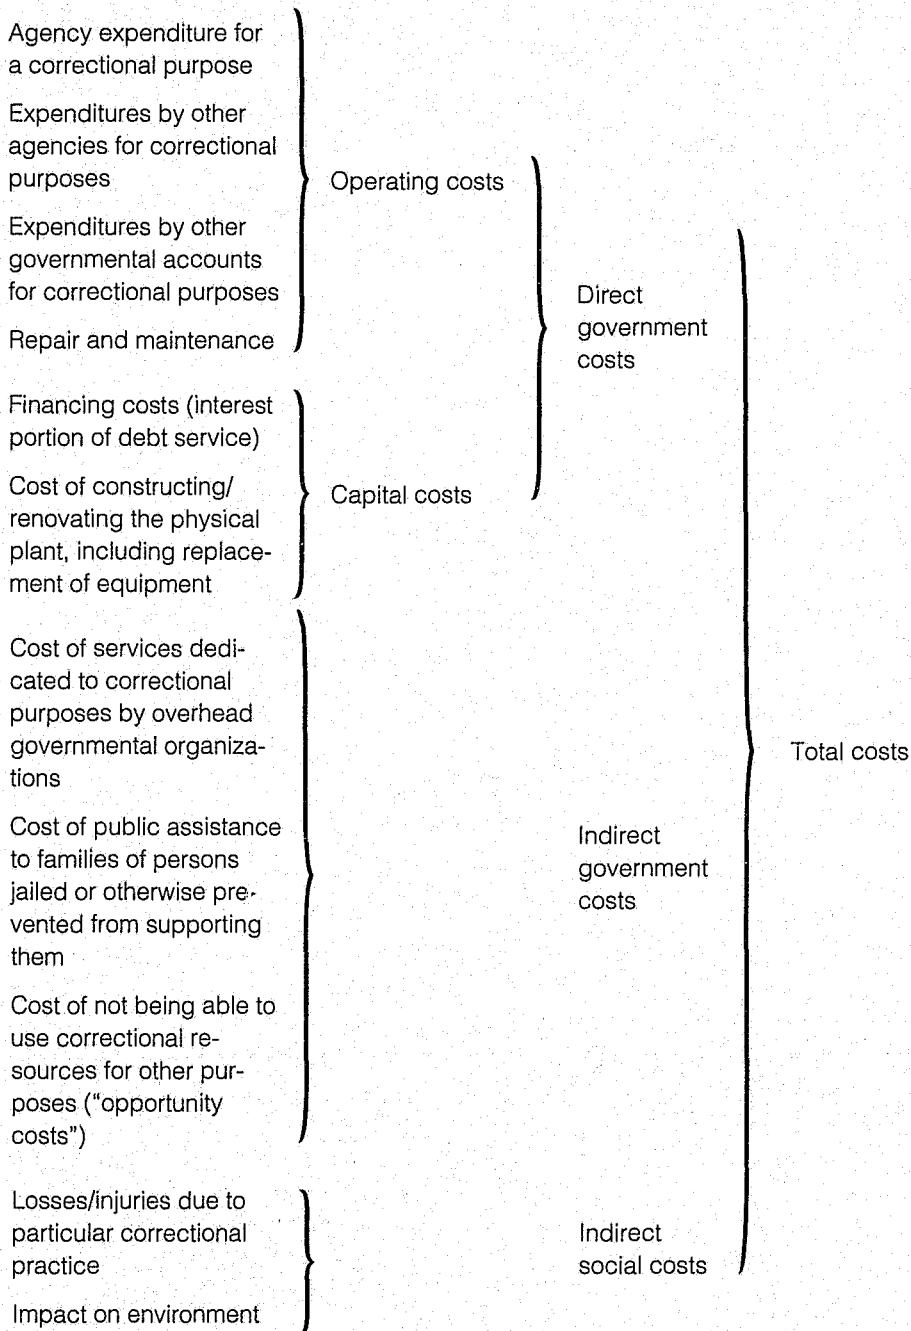 Agency expenditure for
a correctional purpose
Expenditures by other
agencies for correctional
purposes
Expenditures by other
governmental accounts
for correctional purposes
Repair and maintenance
Operating costs
Financing costs (interest
portion of debt service)
Cost of constructing/
renovating the physical
plant, including replace-
ment of equipment
Capital costs
Direct
government
costs
Cost of services dedi-
cated to correctional
purposes by overhead
governmental organiza-
tions
Cost of public assistance
to families of persons
jailed or otherwise pre-
vented from supporting
them
Cost of not being able to
use correctional re-
sources for other pur-
poses ("opportunity
costs")
Indirect
government
costs
Losses/injuries due to
particular correctional
practice
Impact on environment
Indirect
social costs
Total costs